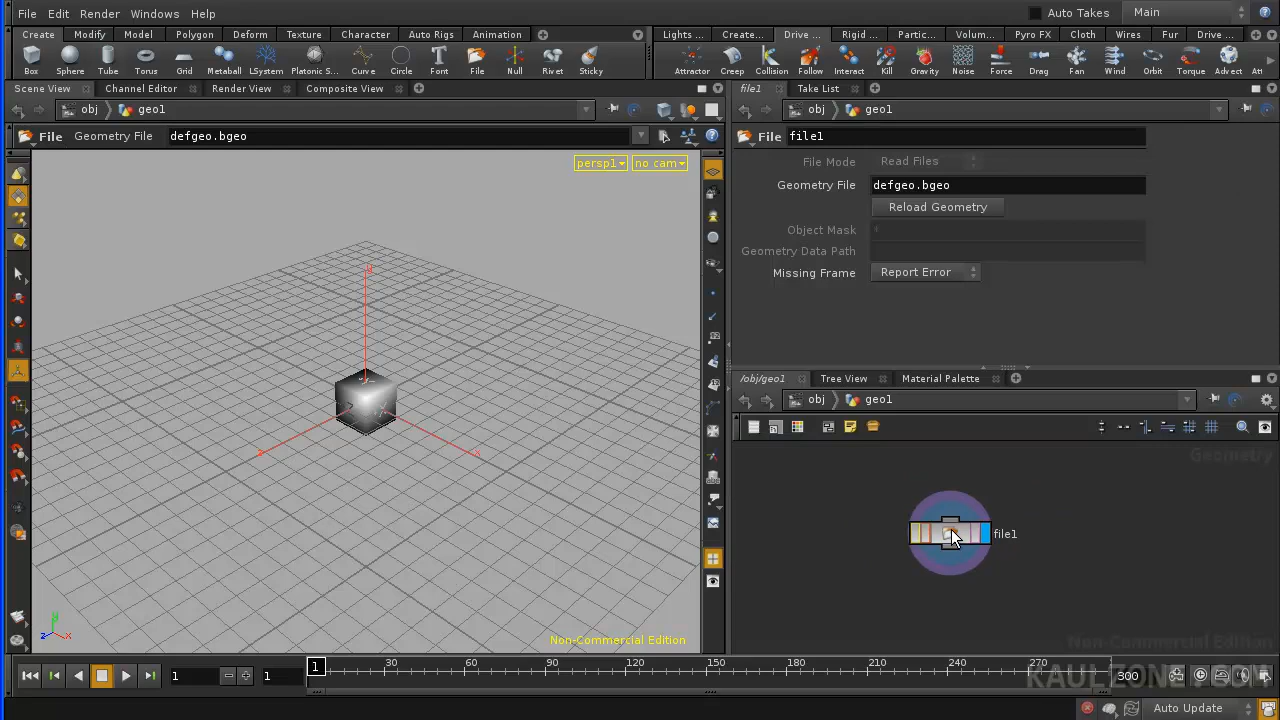 File Edit Render Windows Help Auto Takes Main
Create Modify Model Polygon Deform Texture Character Auto Rigs Animation Lights ... Create... Drive ... Rigid ... Partic... Volum... Pyro FX Cloth Wires Fur Drive ...
Box Sphere Tube Torus Grid Metaball LSystem Platonic S... Curve Circle Font File Null Rivet Sticky Attractor Creep Collision Follow Interact Kill Gravity Noise Force Drag Fan Wind Orbit Torque Advect
Scene View Channel Editor Render View Composite View file1 Take List
obj geo1 obj geo1
File Geometry File defgeo.bgeo File file1
persp1 no cam
File Mode Read Files
Geometry File defgeo.bgeo
Reload Geometry
Object Mask *
Geometry Data Path
Missing Frame Report Error
/obj/geo1 Tree View Material Palette
obj geo1
Geometry
file1
Non-Commercial Edition
Non-Commercial Edition
y
z x
y
z x
1 1 1 30 60 90 120 150 180 210 240 270 300
Auto Update